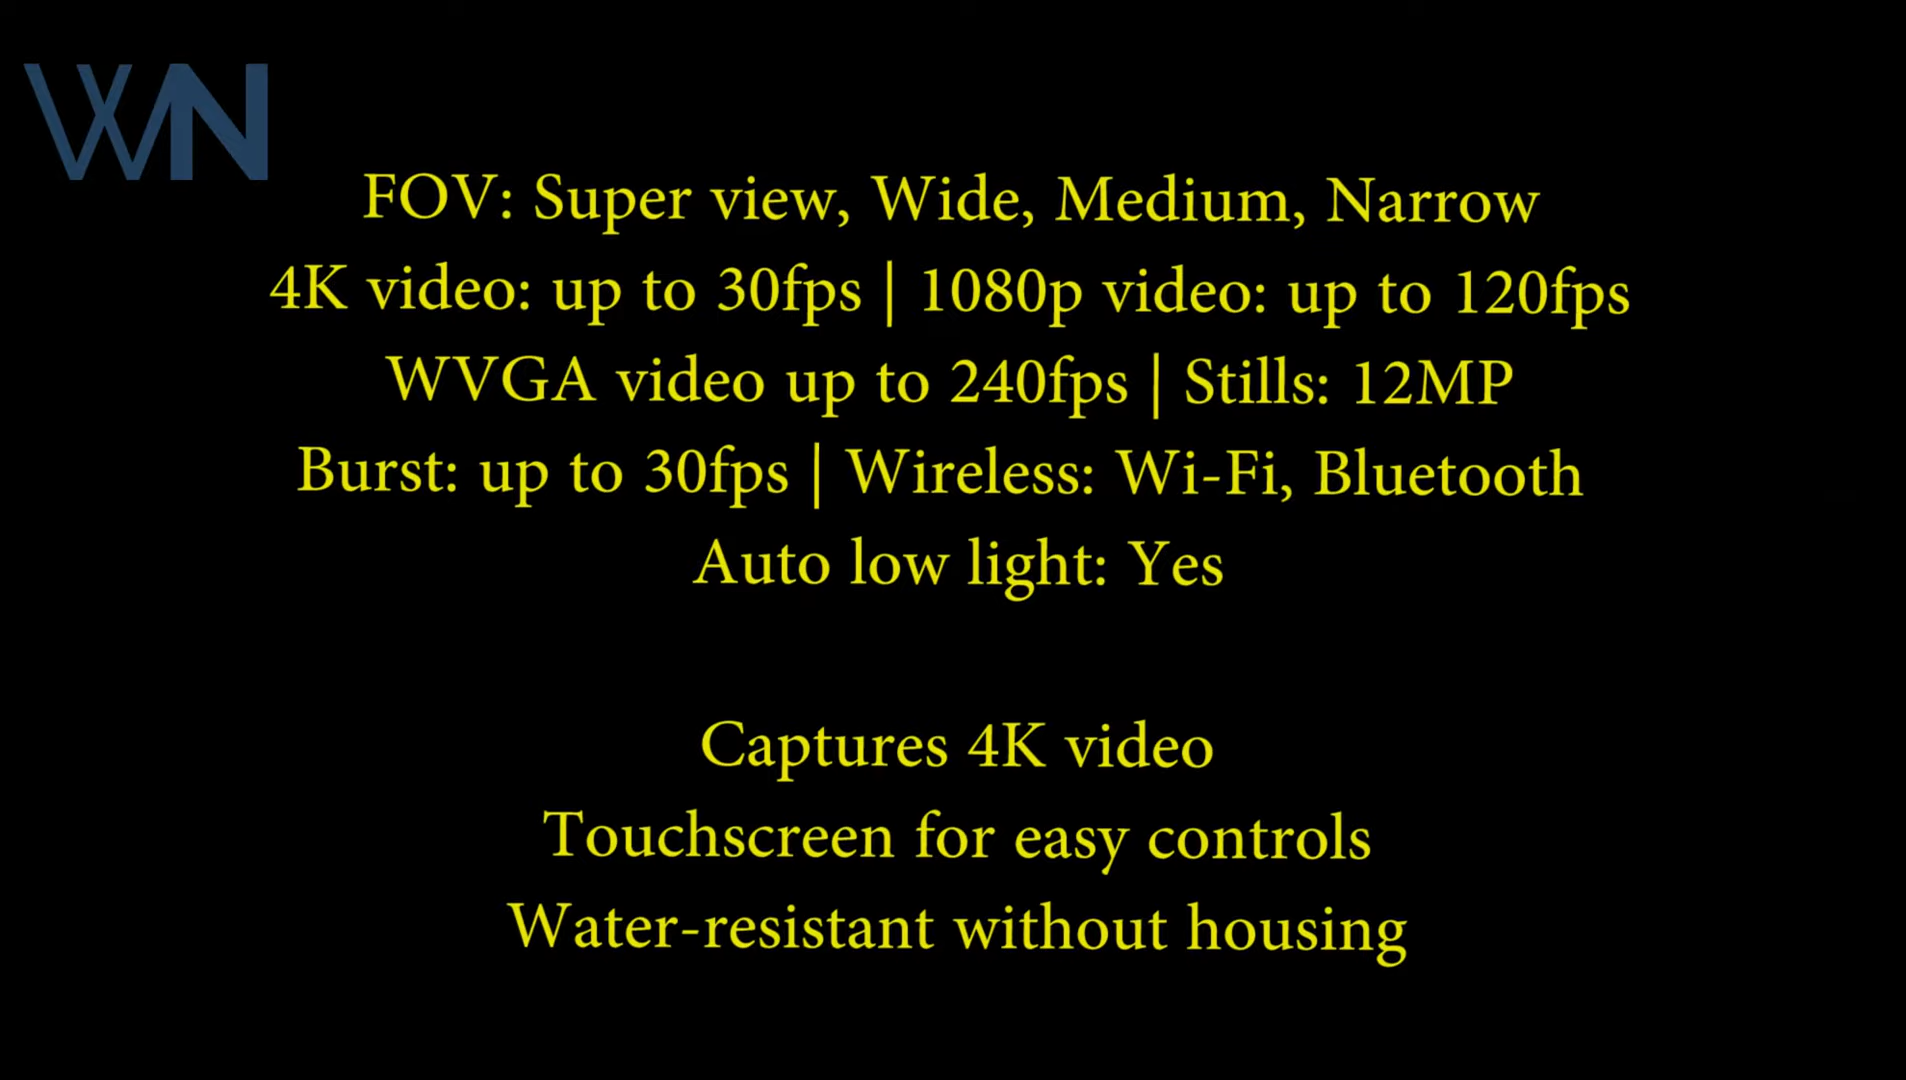 WN
FOV: Super view, Wide, Medium, Narrow
4K video: up to 30fps | 1080p video: up to 120fps
WVGA video up to 240fps | Stills: 12MP
Burst: up to 30fps | Wireless: Wi-Fi, Bluetooth
Auto low light: Yes
Captures 4K video
Touchscreen for easy controls
Water-resistant without housing